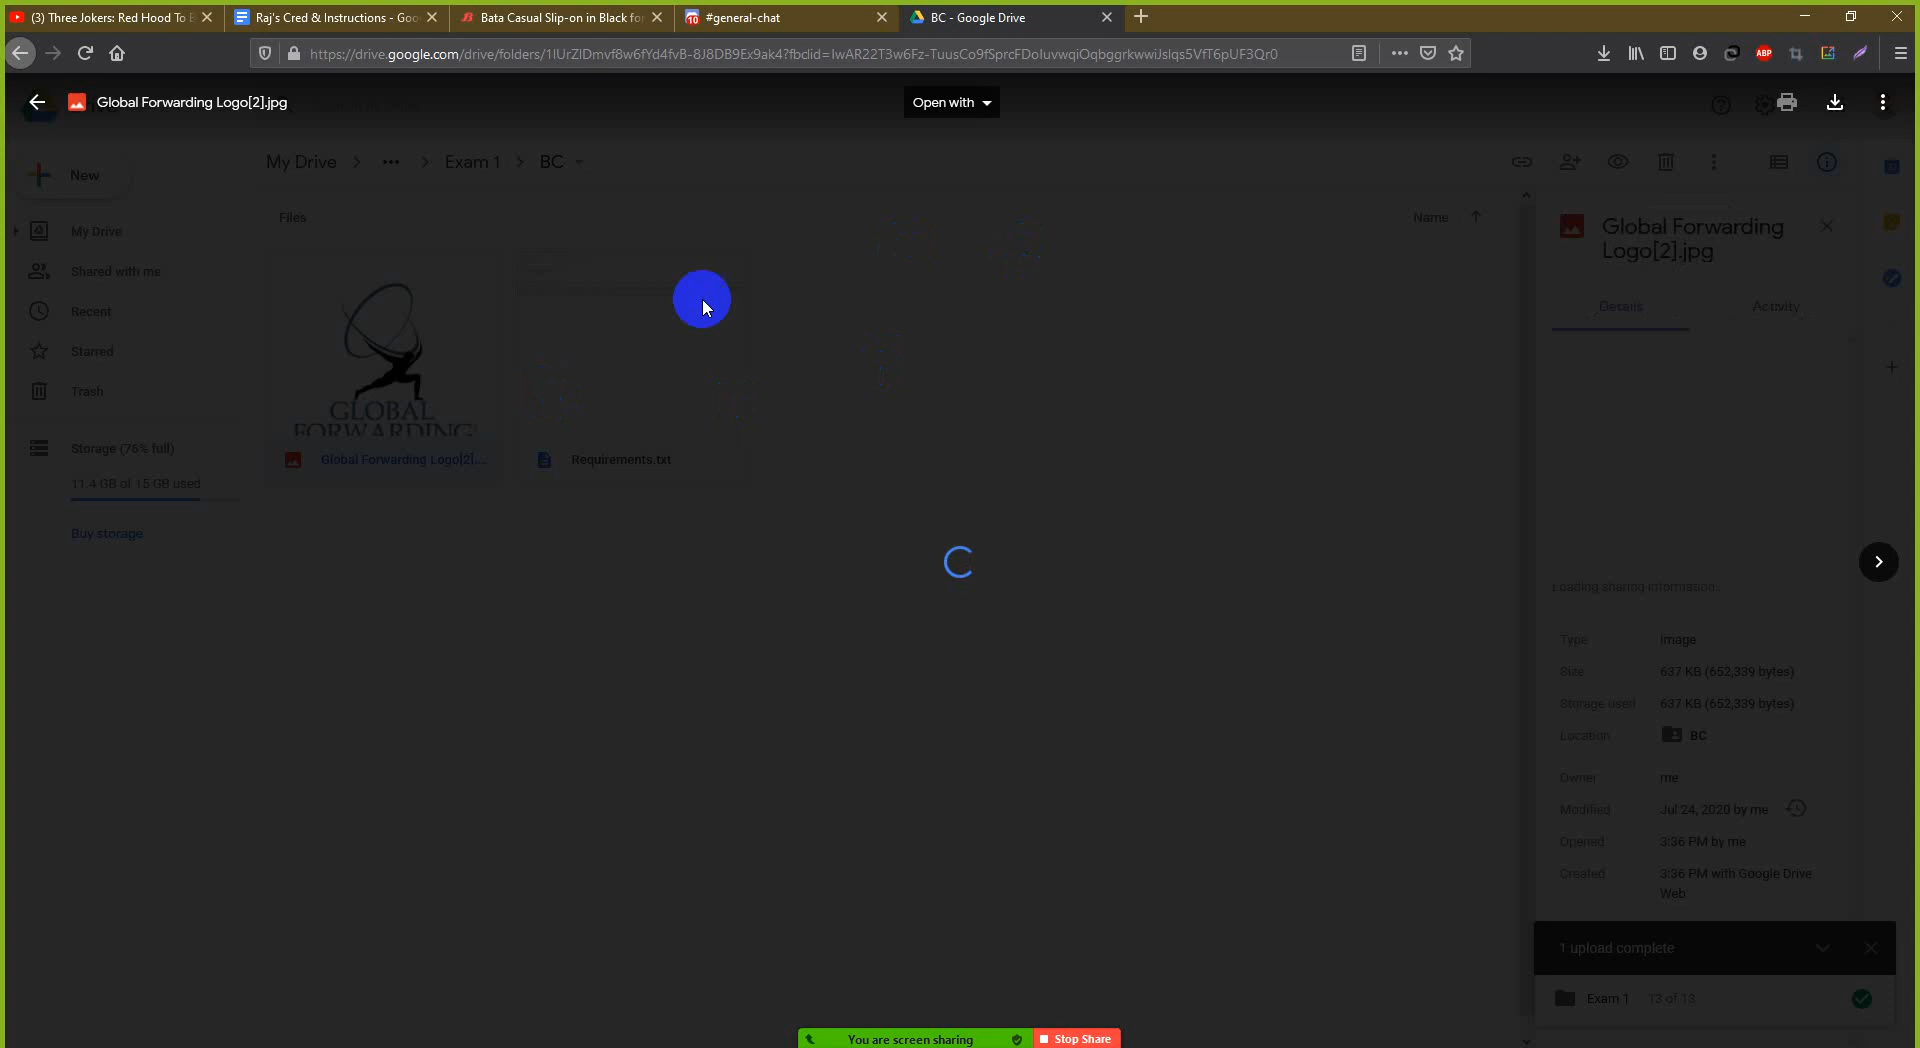 (3) Three Jokers: Red Hood To B
Raj's Cred & Instructions - Goo
Bata Casual Slip-on in Black for
#general-chat
BC - Google Drive
https://drive.google.com/drive/folders/1IUrZlDmvf8w6fYd4fvB-8J8DB9Ex9ak4?fbclid=IwAR22T3w6Fz-TuusCo9fSprcFDoIuvwqiOqbggrkwwiJslqs5VfT6pUF3Qr0
ABP
Global Forwarding Logo[2].jpg
Open with
My Drive
Exam 1
BC
New
Files
Name
My Drive
Shared with me
Recent
Starred
Trash
Storage (76% full)
11.4 GB of 15 GB used
Buy storage
GLOBAL
FORWARDING
Global Forwarding Logo[2]....
Requirements.txt
Global Forwarding
Logo[2].jpg
Details
Activity
Loading sharing information...
Type
Image
Size
637 KB (652,339 bytes)
Storage used
637 KB (652,339 bytes)
Location
BC
Owner
me
Modified
Jul 24, 2020 by me
Opened
3:36 PM by me
Created
3:36 PM with Google Drive
Web
1 upload complete
Exam 1
13 of 13
You are screen sharing
Stop Share